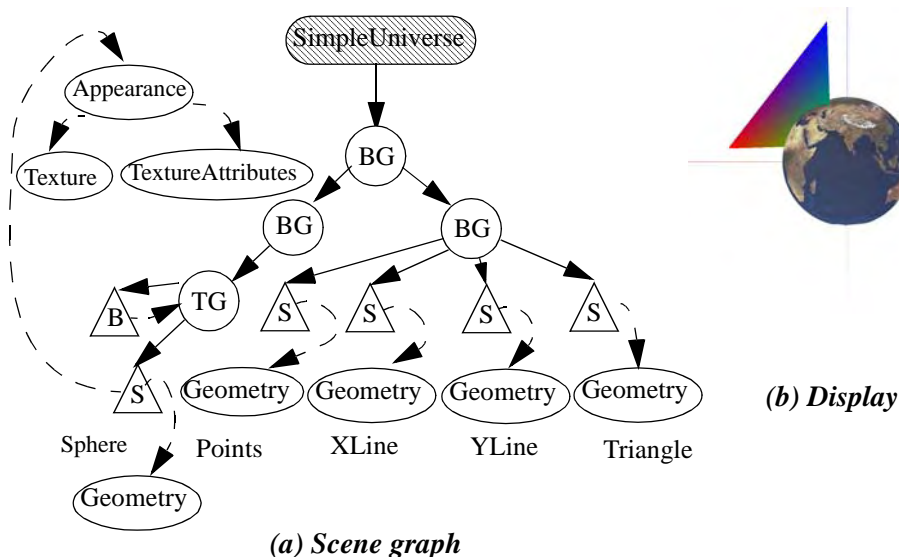 SimpleUniverse
Appearance
Texture
TextureAttributes
BG
BG
BG
TG
B
S
S
S
S
S
Geometry
Geometry
Geometry
Geometry
Sphere
Points
XLine
YLine
Triangle
Geometry
(a) Scene graph
(b) Display